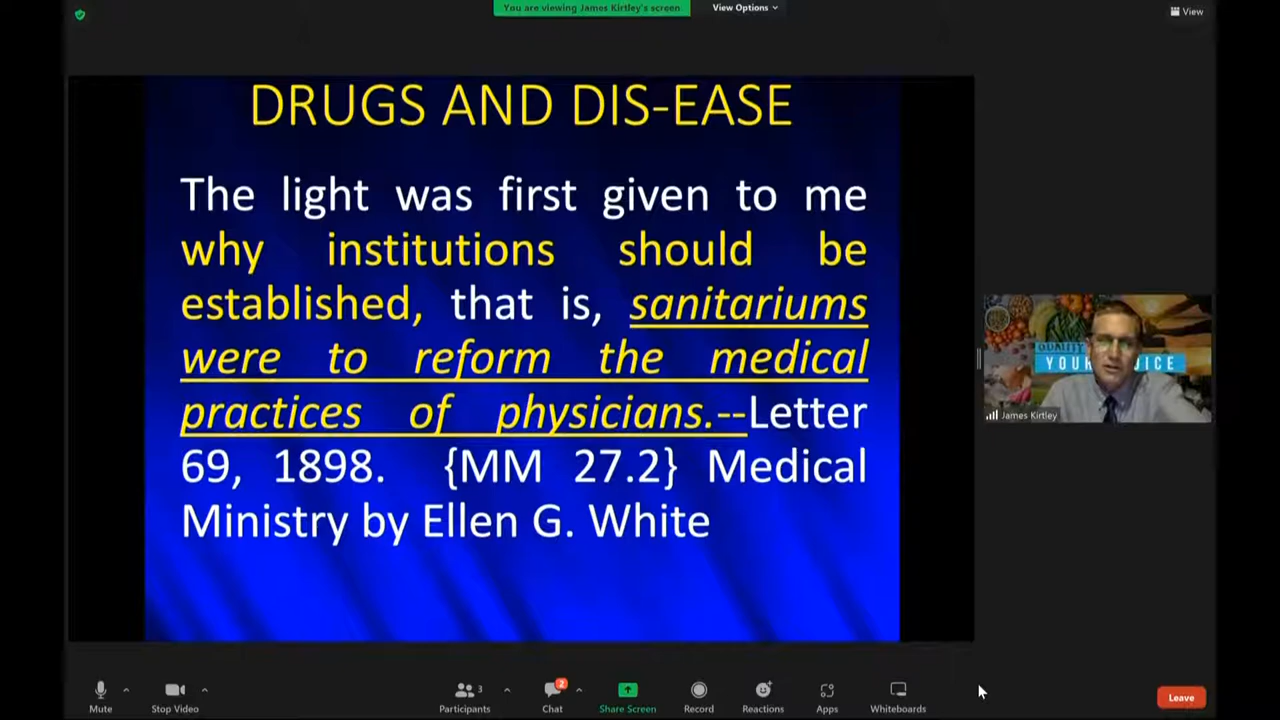 You are viewing James Kirtley's screen
View Options
View
DRUGS AND DIS-EASE
The light was first given to me
why institutions should be
established, that is, sanitariums
were to reform the medical
practices of physicians.--Letter
69, 1898. {MM 27.2} Medical
Ministry by Ellen G. White
QUALITY
YOUR
OICE
James Kirtley
Mute
Stop Video
Participants
3
Chat
2
Share Screen
Record
Reactions
Apps
Whiteboards
Leave